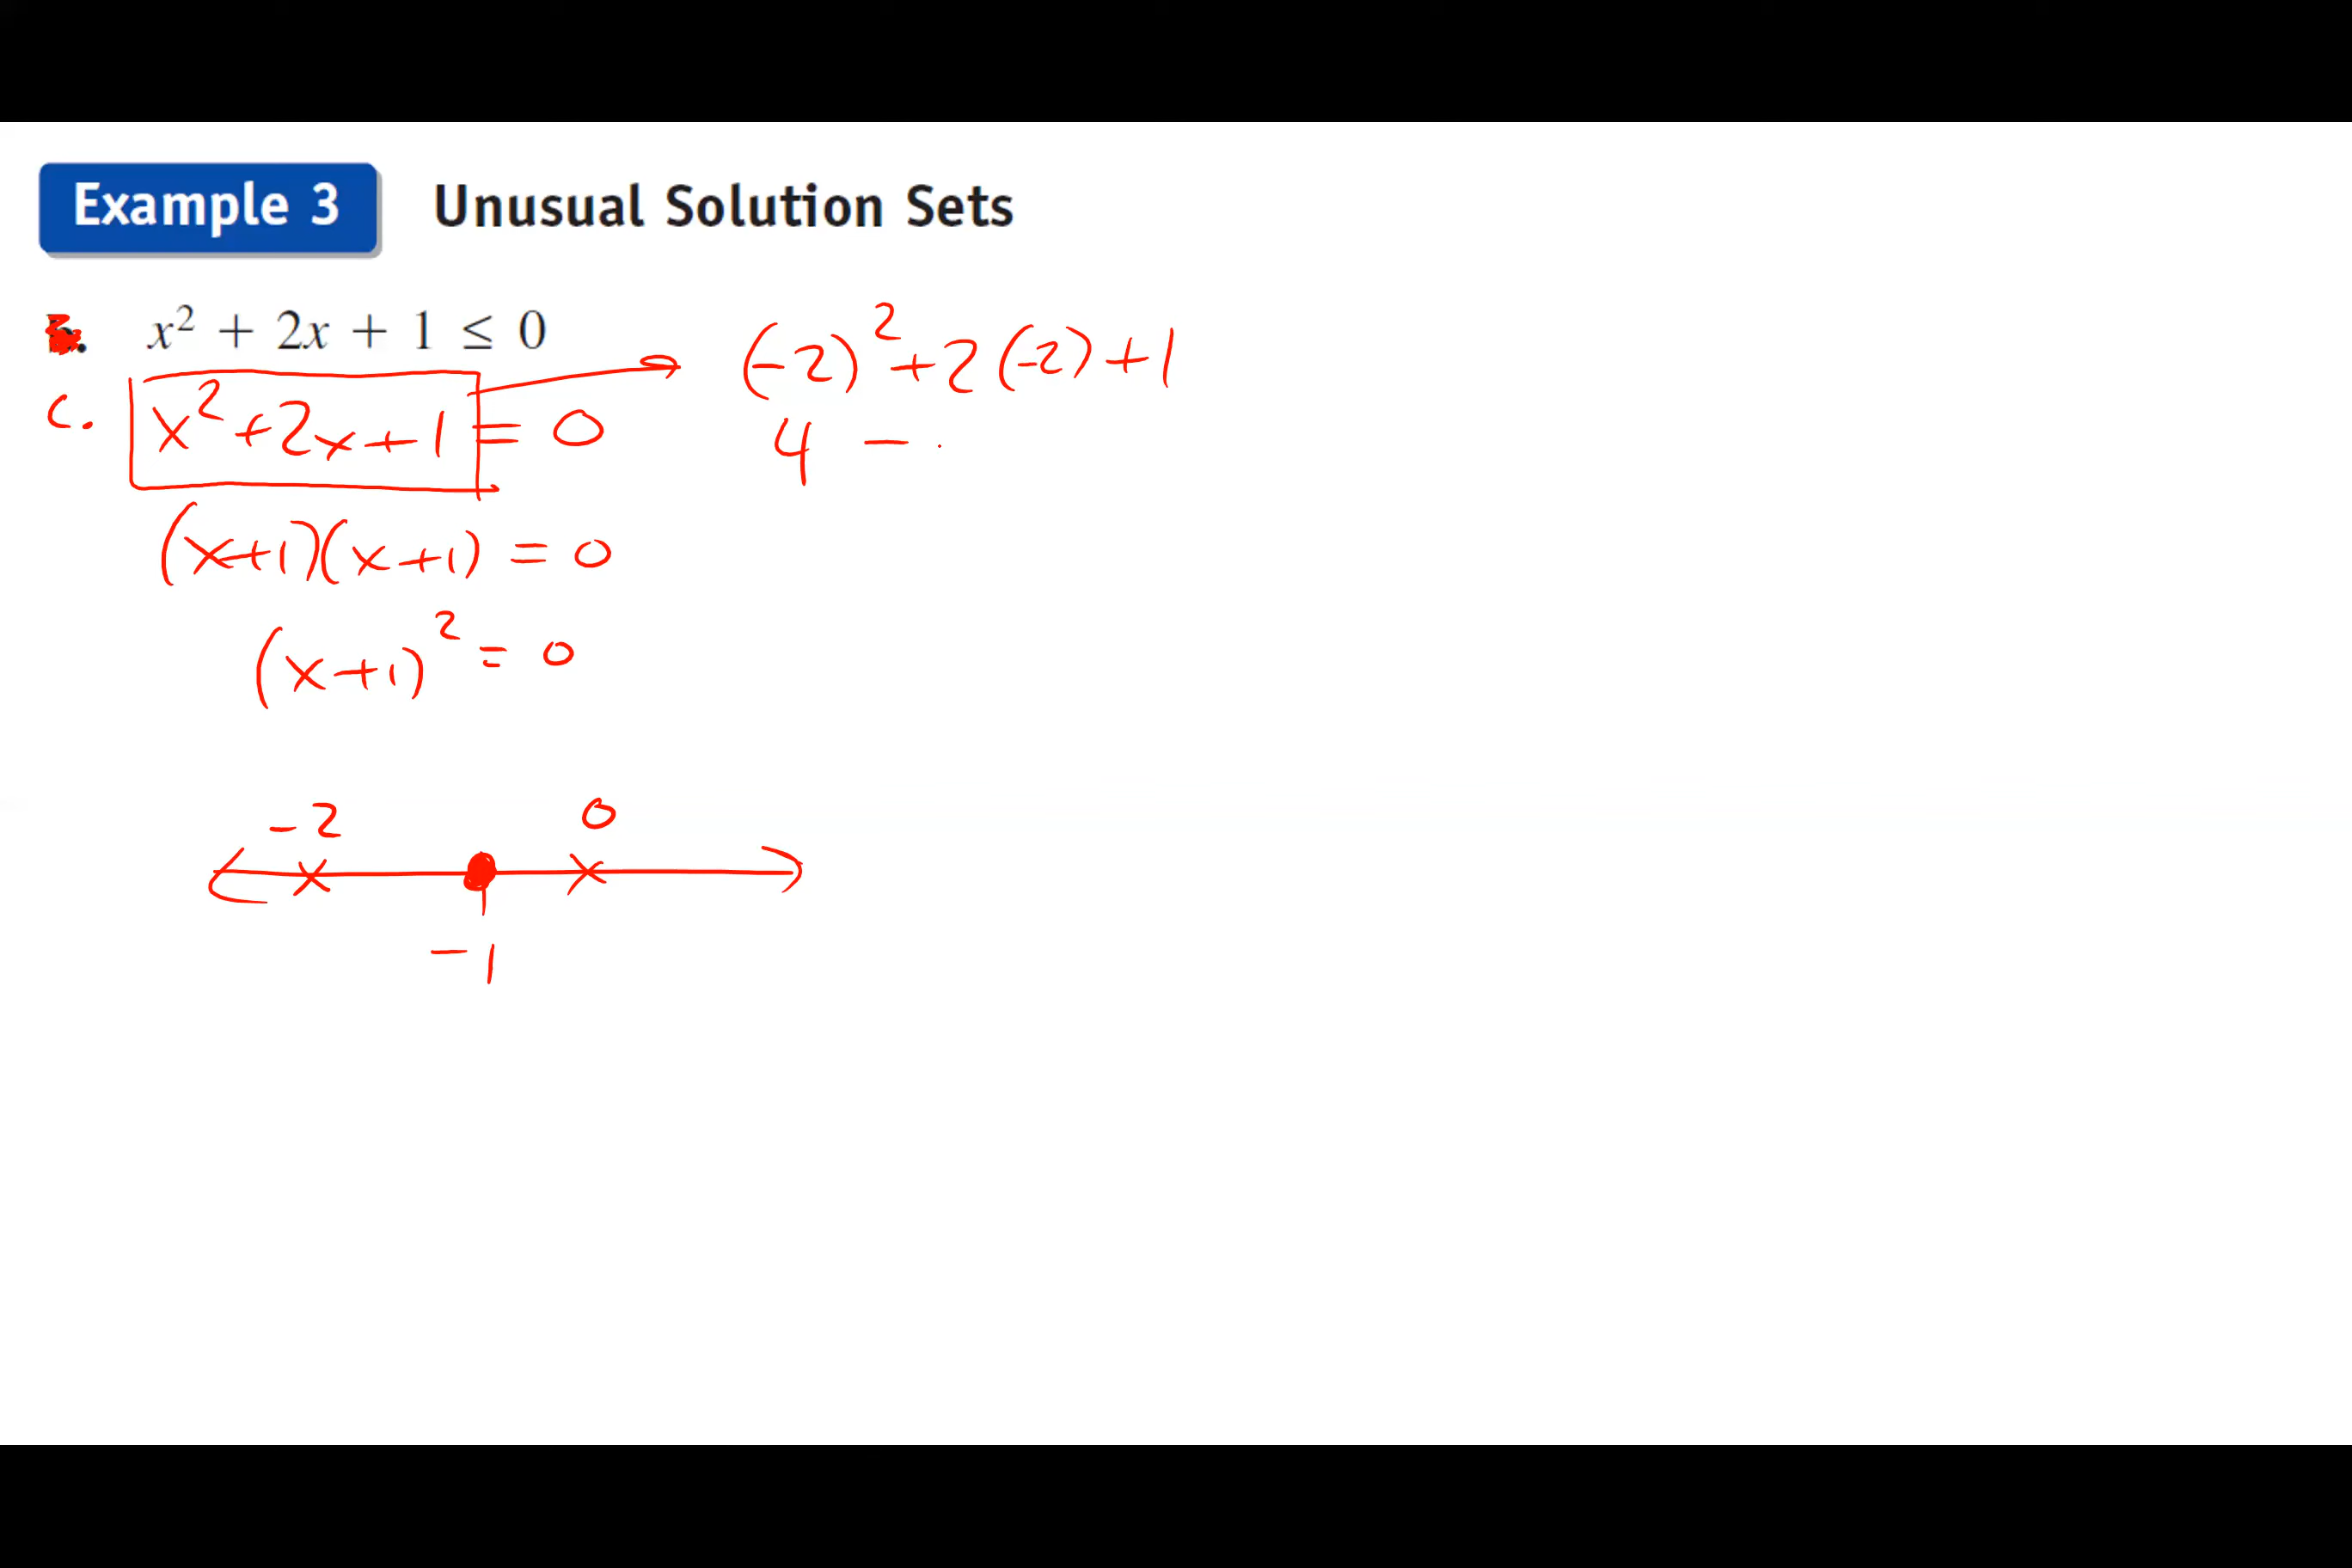 Example 3 Unusual Solution Sets
x² + 2x + 1 ≤ 0
c. x²+2x+1 = 0
(x+1)(x+1) = 0
(x+1)² = 0
(-2)² + 2(-2) + 1
4 -
-2 0
-1